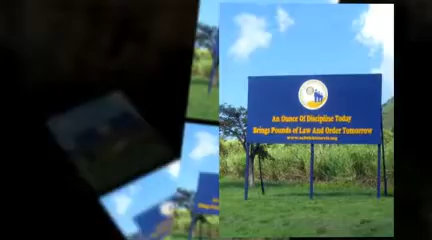 An Ounce Of Discipline Today
Brings Pounds of Law And Order Tomorrow